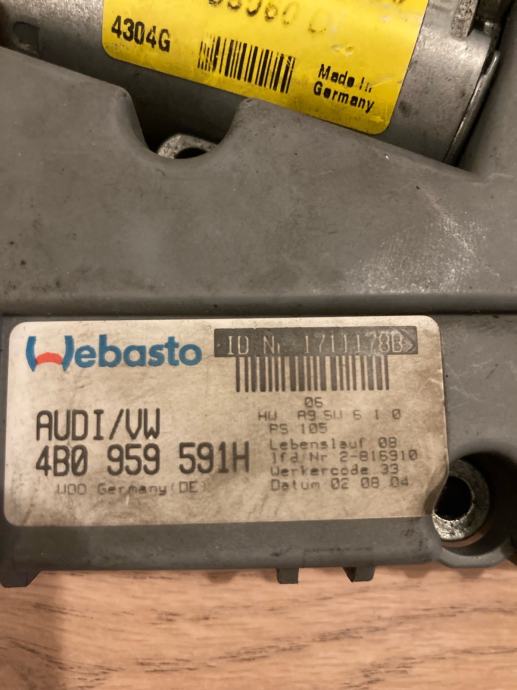 4304G
Made In
Germany
Webasto
ID Nr 1711178B
AUDI/VW
4B0 959 591H
VDO Germany(DE)
06
HW A9 SW 6 1 0
PS 105
Lebenslauf 08
lfd/Nr 2-816910
Werkercode 33
Datum 02 08 04